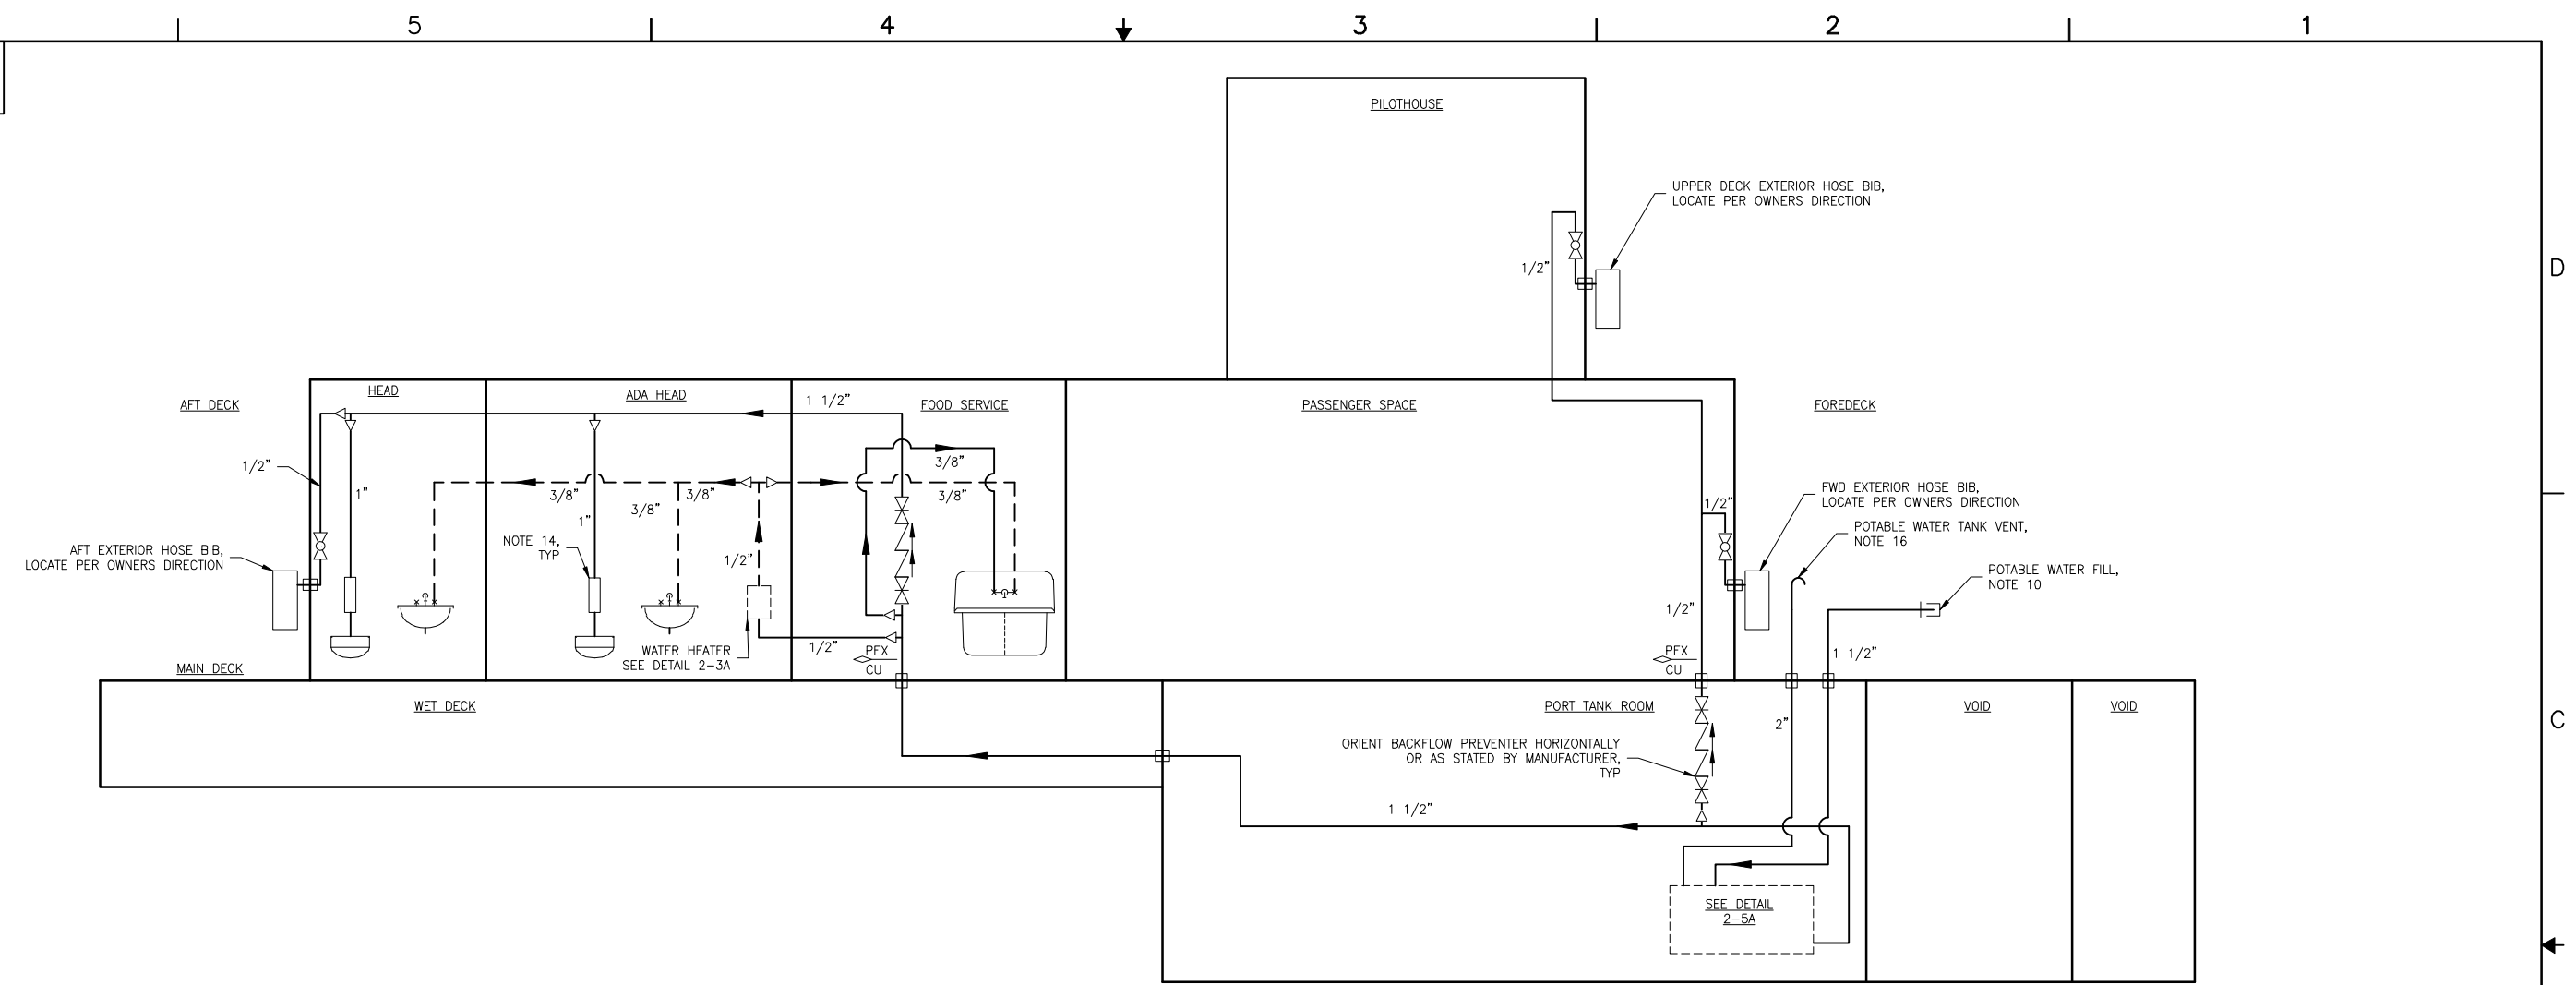 5 4 3 2 1
PILOTHOUSE
UPPER DECK EXTERIOR HOSE BIB,
LOCATE PER OWNERS DIRECTION
1/2"
D
AFT DECK
HEAD
ADA HEAD
1 1/2"
FOOD SERVICE
PASSENGER SPACE
FOREDECK
1/2"
1"
3/8"
3/8"
3/8"
3/8"
3/8"
1"
NOTE 14,
TYP
1/2"
1/2"
FWD EXTERIOR HOSE BIB,
LOCATE PER OWNERS DIRECTION
POTABLE WATER TANK VENT,
NOTE 16
AFT EXTERIOR HOSE BIB,
LOCATE PER OWNERS DIRECTION
POTABLE WATER FILL,
NOTE 10
1/2"
WATER HEATER
SEE DETAIL 2-3A
1/2"
PEX
CU
PEX
CU
1 1/2"
MAIN DECK
WET DECK
PORT TANK ROOM
VOID
VOID
2"
C
ORIENT BACKFLOW PREVENTER HORIZONTALLY
OR AS STATED BY MANUFACTURER,
TYP
1 1/2"
SEE DETAIL
2-5A